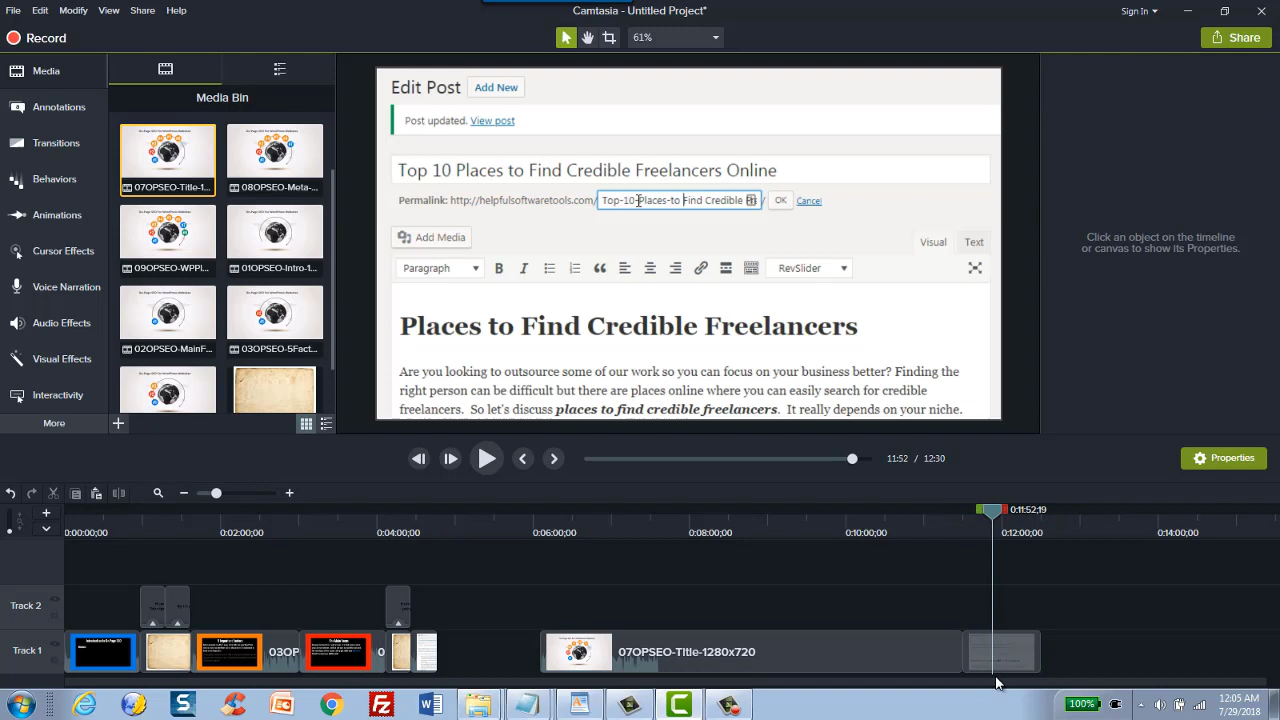 File Edit Modify View Share Help
Camtasia - Untitled Project*
Sign In
Record
61%
Share
Media
Annotations
Transitions
Behaviors
Animations
Cursor Effects
Voice Narration
Audio Effects
Visual Effects
Interactivity
More
Media Bin
07OPSEO-Title-1...
08OPSEO-Meta-...
09OPSEO-WPPl...
01OPSEO-Intro-1...
02OPSEO-MainF...
03OPSEO-5Fact...
Edit Post Add New
Post updated. View post
Top 10 Places to Find Credible Freelancers Online
Permalink: http://helpfulsoftwaretools.com/ Top-10-Places-to Find Credible / OK Cancel
Add Media
Visual Text
Paragraph B I RevSlider
Places to Find Credible Freelancers
Are you looking to outsource some of our work so you can focus on your business better? Finding the
right person can be difficult but there are places online where you can easily search for credible
freelancers. So let's discuss places to find credible freelancers. It really depends on your niche.
Click an object on the timeline
or canvas to show its Properties.
11:52 / 12:30
Properties
0:11:52;19
0:00:00;00 0:02:00;00 0:04:00;00 0:06:00;00 0:08:00;00 0:10:00;00 0:12:00;00 0:14:00;00
Track 2
Track 1
03OP
07OPSEO-Title-1280x720
100%
12:05 AM
7/29/2018